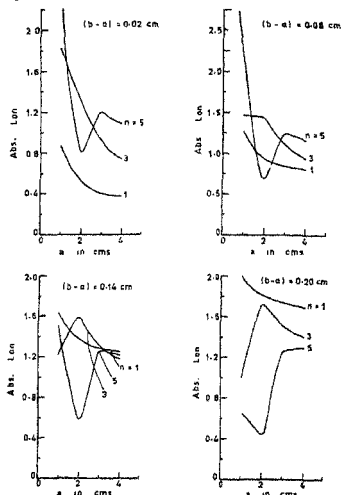 (b-a) = 0.02 cm
2.0
1.6
1.2
0.8
0.4
0
2
4
Abs. Lon
a in cms
n = 5
3
1
(b-a) = 0.08 cm
2.5
2.0
1.5
1.0
0.5
0
2
4
Abs. Lon
a in cms
n = 5
3
1
(b-a) = 0.14 cm
2.0
1.6
1.2
0.8
0.4
0
2
4
Abs. Lon
a in cms
n = 1
5
3
(b-a) = 0.20 cm
2.0
1.6
1.2
0.8
0.4
0
2
4
Abs. Lon
a in cms
n = 1
3
5